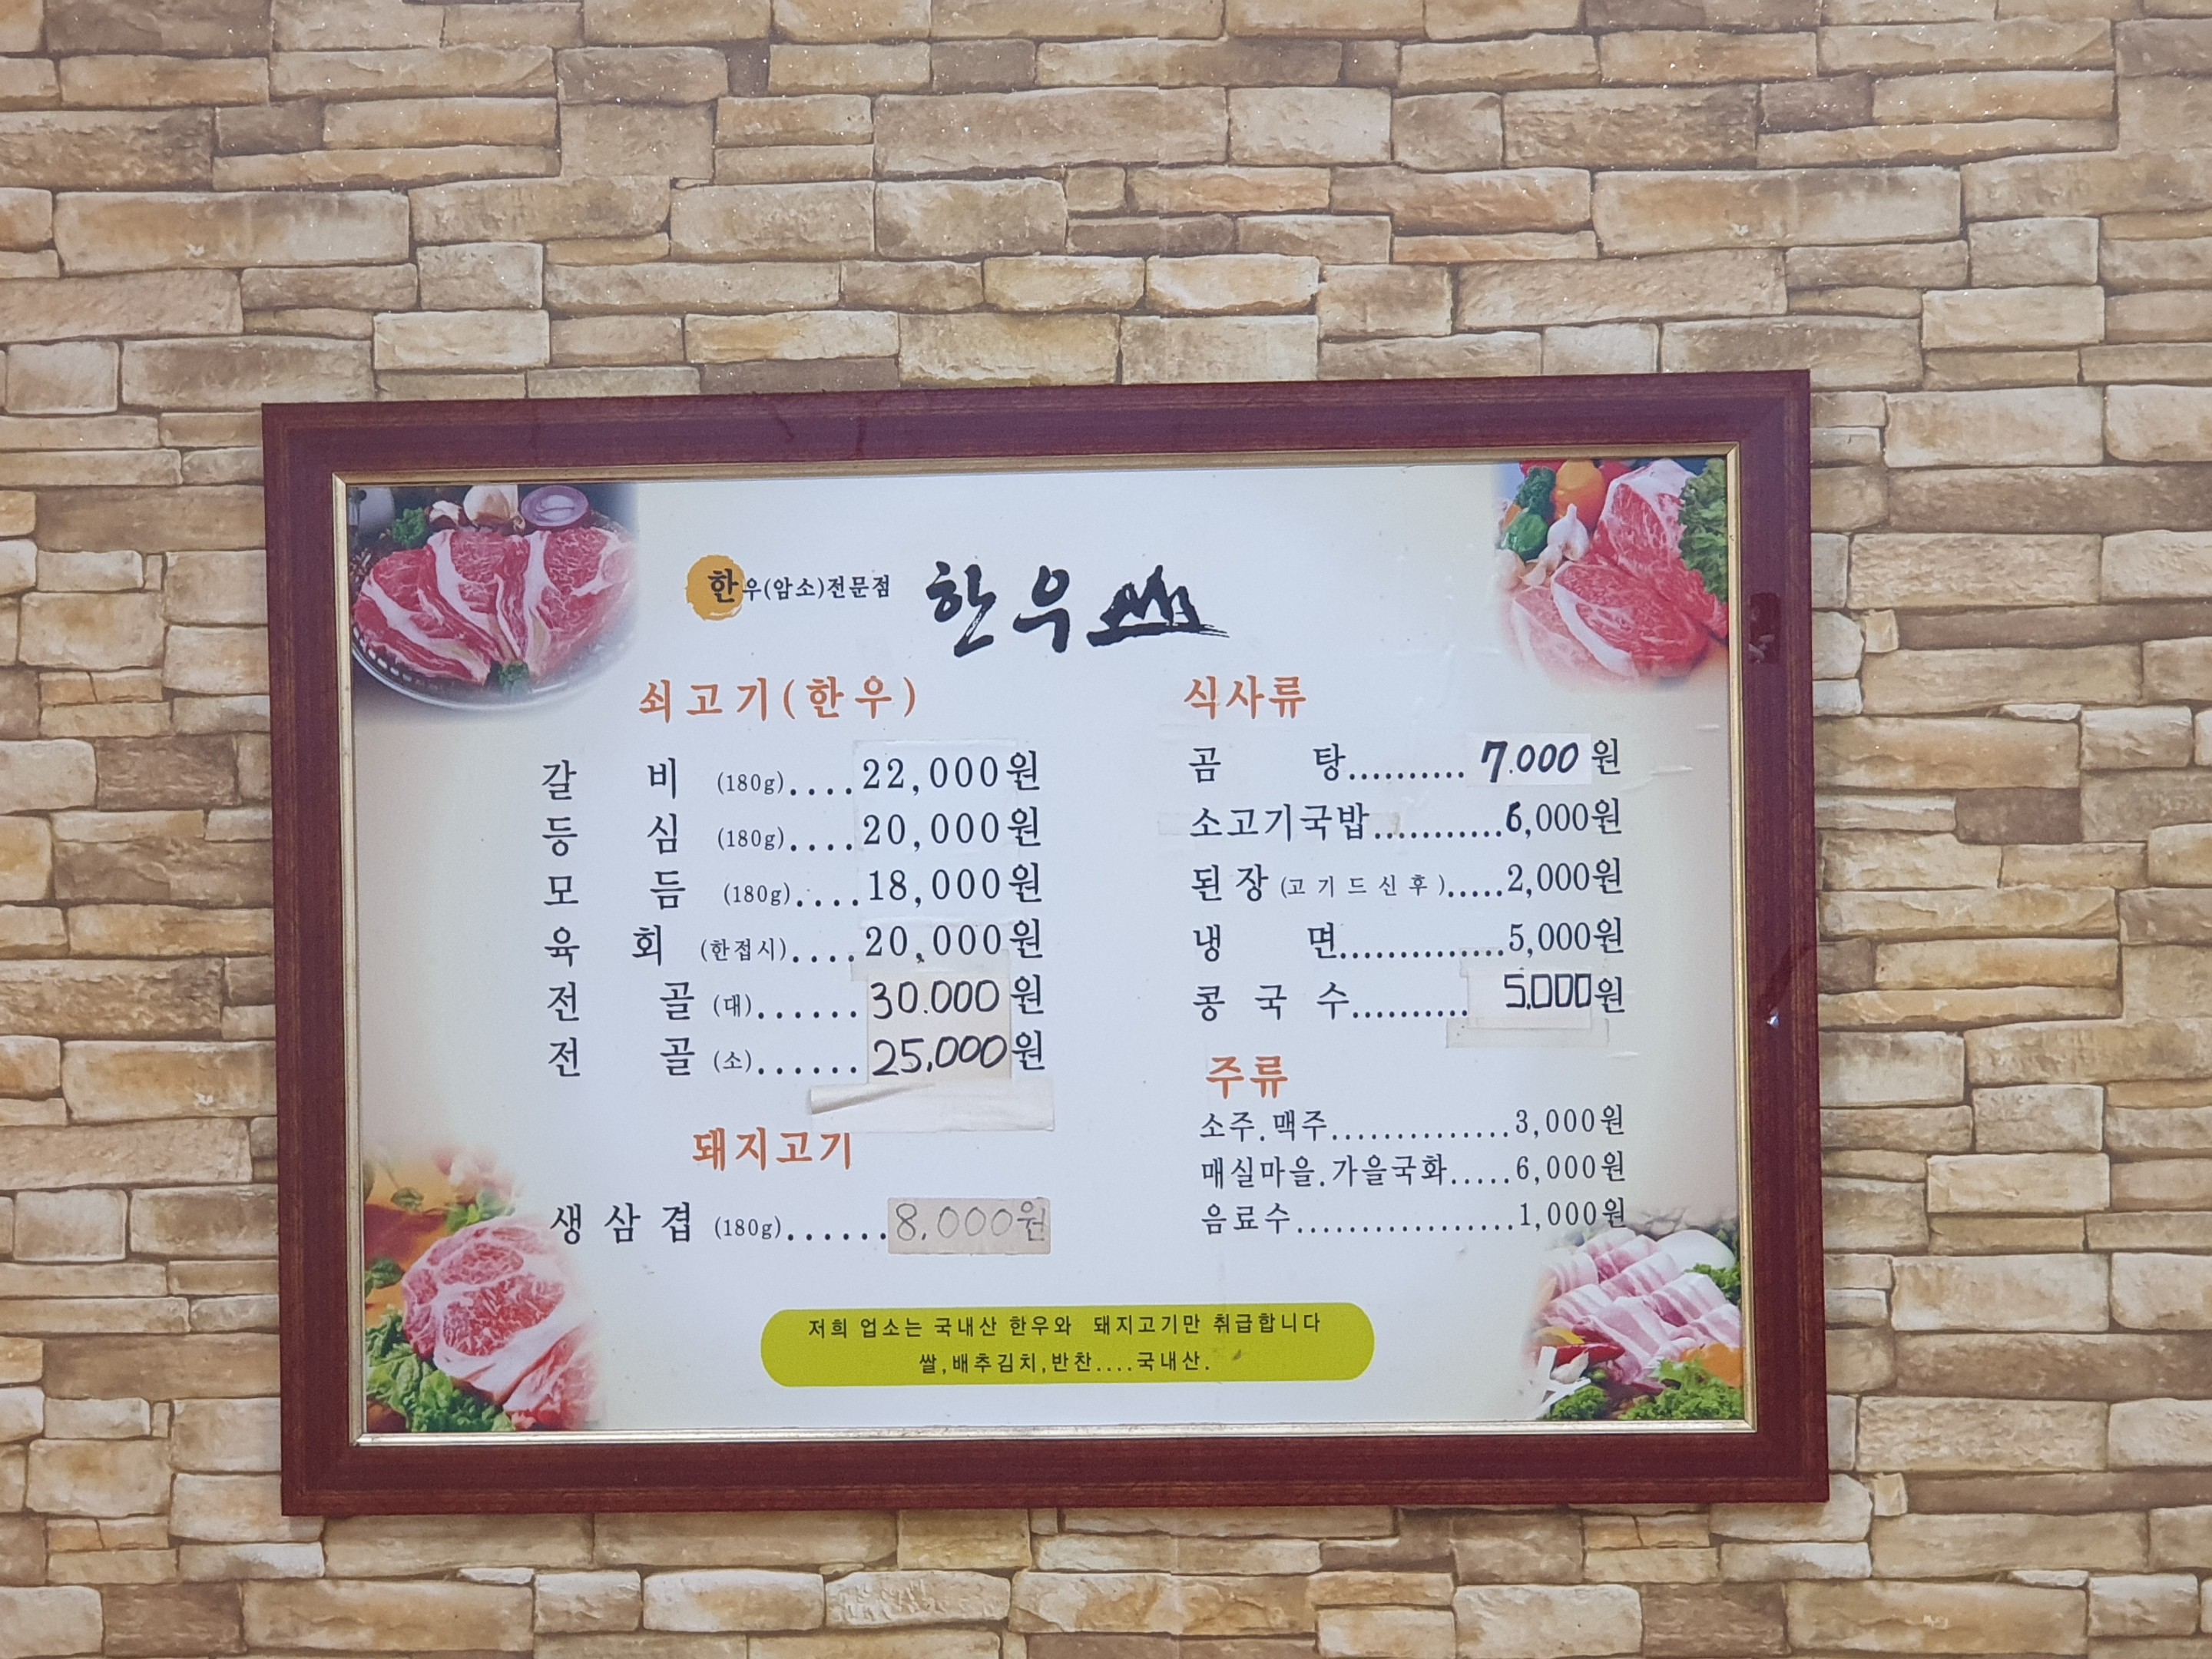 한우(암소)전문점 한우
쇠고기(한우)
갈 비 (180g)....22,000원
등 심 (180g)....20,000원
모 듬 (180g)....18,000원
육 회 (한접시)....20,000원
전 골 (대)......30.000원
전 골 (소)......25,000원
돼지고기
생삼겹 (180g)......8,000원
식사류
곰 탕..........7.000원
소고기국밥...........6,000원
된장(고기드신후).....2,000원
냉 면..............5,000원
콩국수..........5.000원
주류
소주.맥주..............3,000원
매실마을.가을국화.....6,000원
음료수.................1,000원
저희 업소는 국내산 한우와 돼지고기만 취급합니다
쌀,배추김치,반찬....국내산.